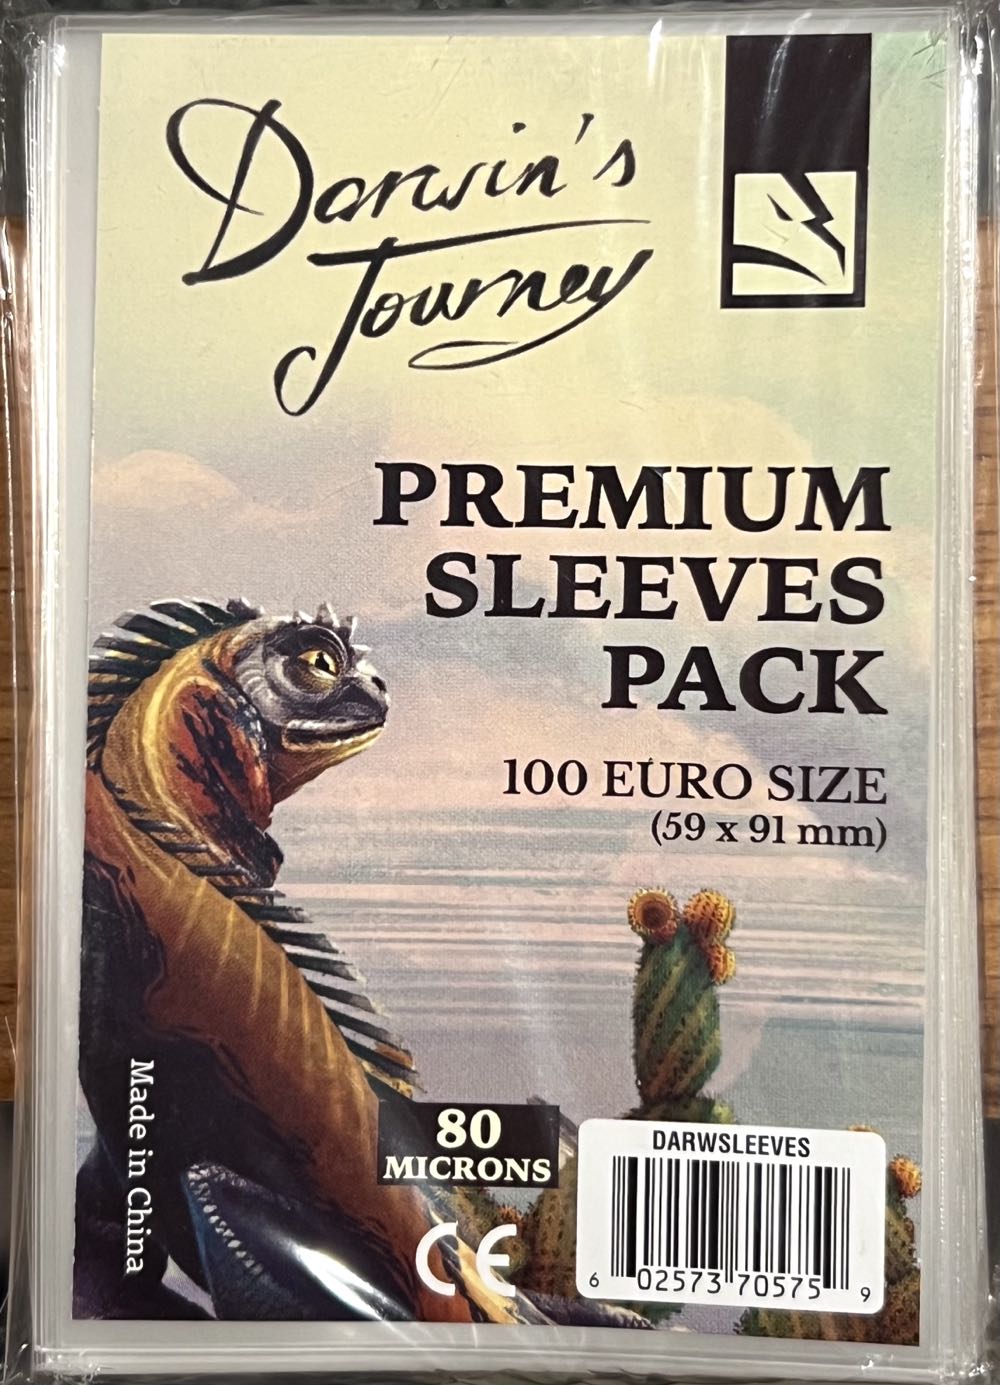 Darwin's
Journey
PREMIUM
SLEEVES
PACK
100 EURO SIZE
(59 x 91 mm)
Made in China
80
MICRONS
CE
DARWSLEEVES
6 02573 70575 9